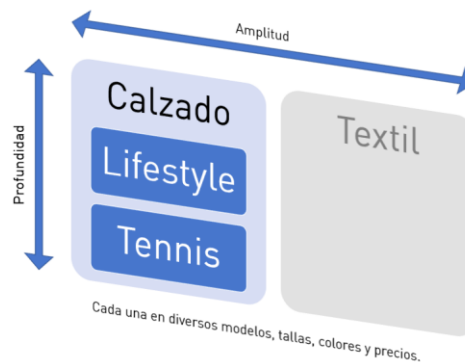 Amplitud
Profundidad
Calzado
Textil
Lifestyle
Tennis
Cada una en diversos modelos, tallas, colores y precios.